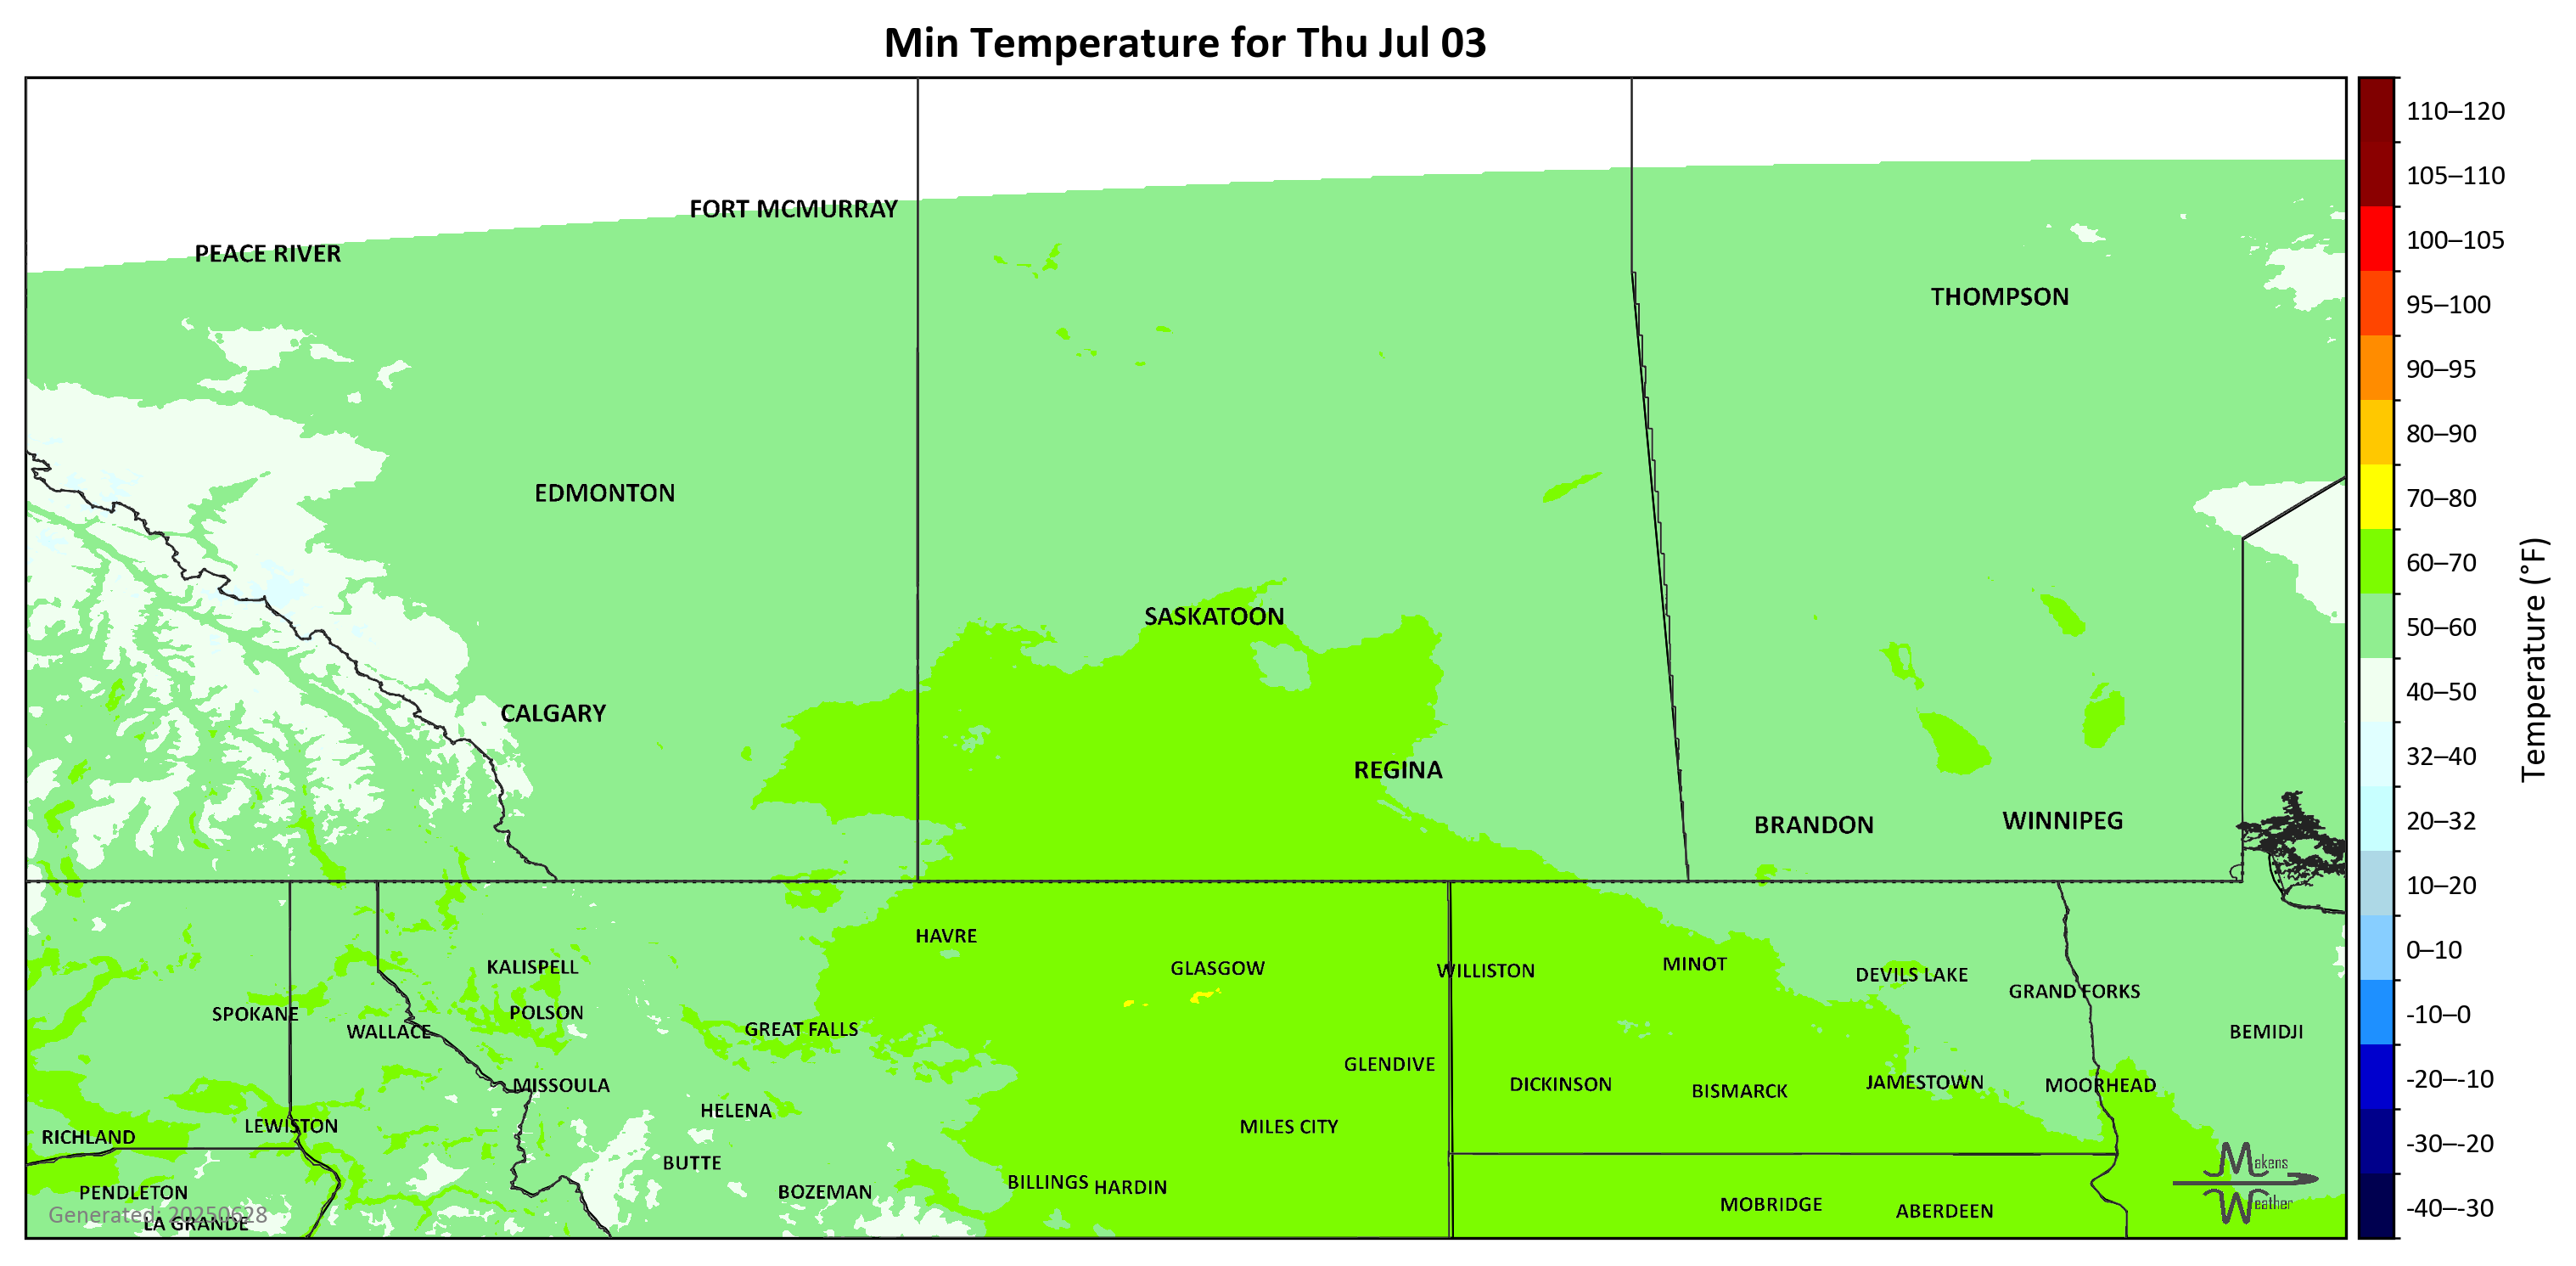 Min Temperature for Thu Jul 03
FORT MCMURRAY
PEACE RIVER
THOMPSON
EDMONTON
SASKATOON
CALGARY
REGINA
BRANDON
WINNIPEG
HAVRE
KALISPELL
GLASGOW
WILLISTON
MINOT
DEVILS LAKE
GRAND FORKS
SPOKANE
POLSON
WALLACE
GREAT FALLS
BEMIDJI
GLENDIVE
MISSOULA
DICKINSON
BISMARCK
JAMESTOWN
MOORHEAD
HELENA
LEWISTON
MILES CITY
RICHLAND
BUTTE
PENDLETON
BOZEMAN
BILLINGS
HARDIN
MOBRIDGE
ABERDEEN
Generated: 20250628
LA GRANDE
Makens
Weather
110–120
105–110
100–105
95–100
90–95
80–90
70–80
60–70
50–60
40–50
32–40
20–32
10–20
0–10
-10–0
-20–-10
-30–-20
-40–-30
Temperature (°F)